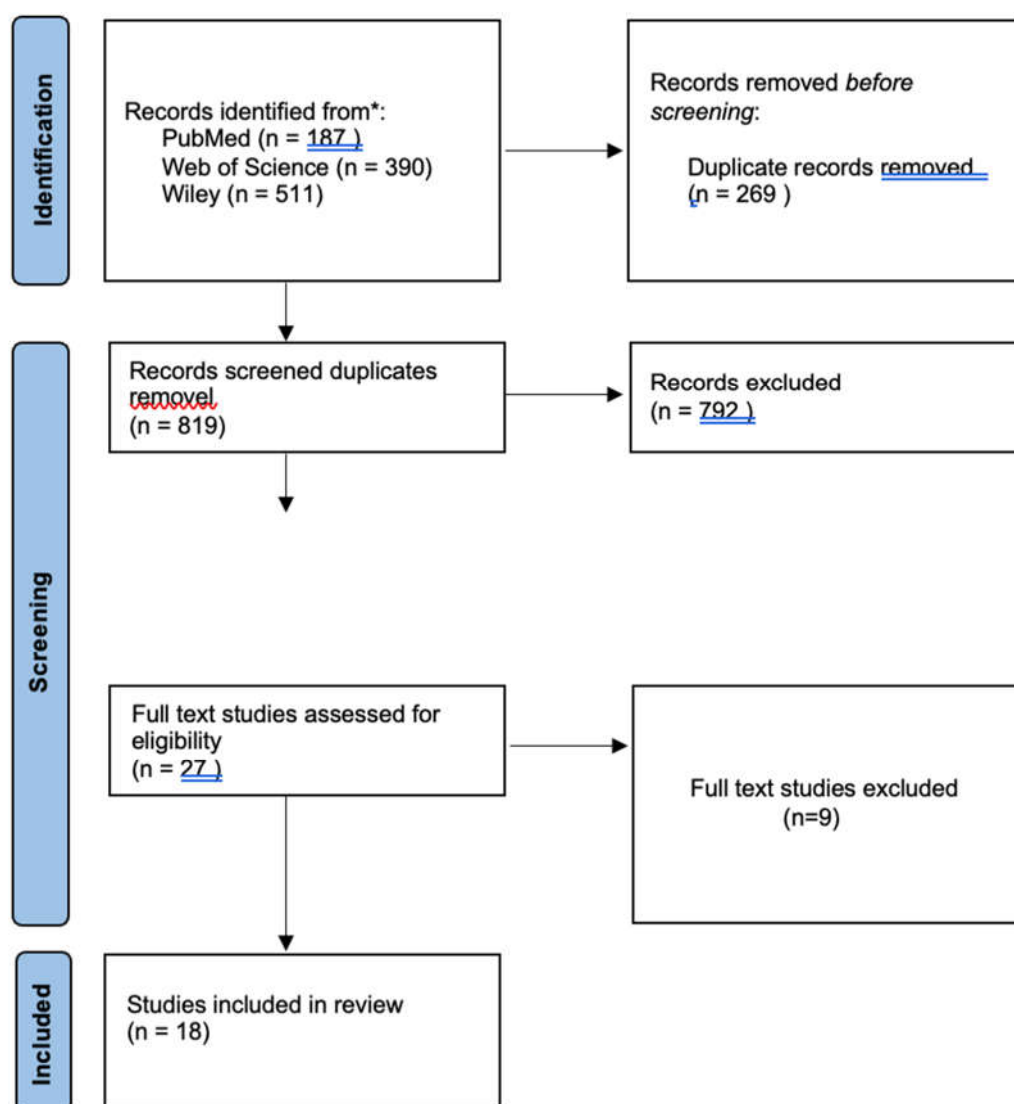 Identification
Records identified from*:
PubMed (n = 187 )
Web of Science (n = 390)
Wiley (n = 511)
Records removed before
screening:
Duplicate records removed
(n = 269 )
Screening
Records screened duplicates
removel
(n = 819)
Records excluded
(n = 792 )
Full text studies assessed for
eligibility
(n = 27 )
Full text studies excluded
(n=9)
Included
Studies included in review
(n = 18)